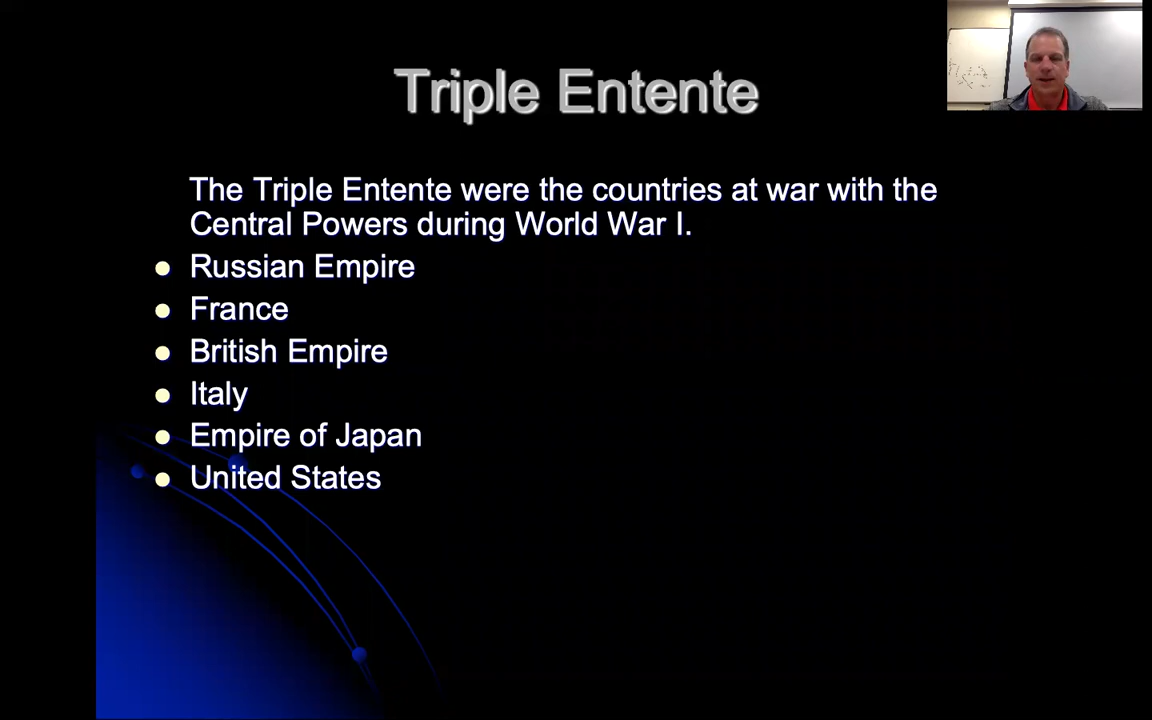 Triple Entente
The Triple Entente were the countries at war with the
Central Powers during World War I.
Russian Empire
France
British Empire
Italy
Empire of Japan
United States